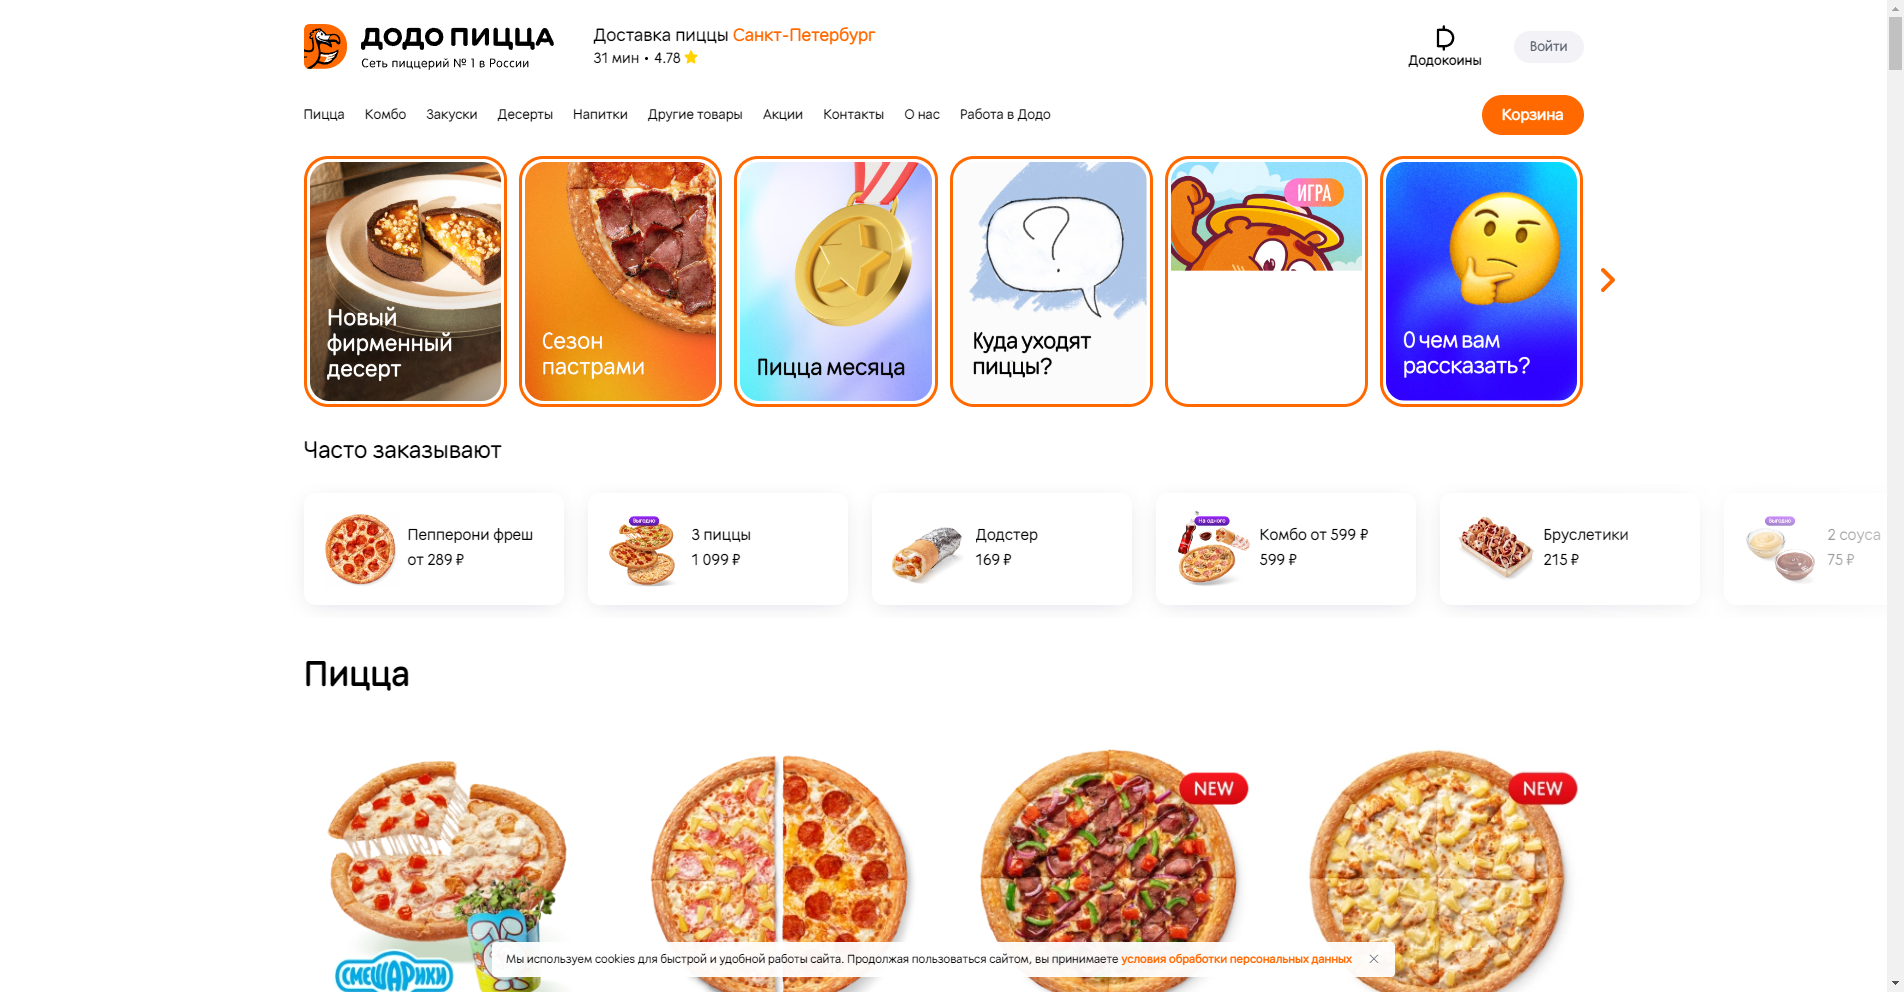 ДОДО ПИЦЦА
Сеть пиццерий № 1 в России
Доставка пиццы Санкт-Петербург
31 мин • 4.78
Додокоины
Войти
Пицца Комбо Закуски Десерты Напитки Другие товары Акции Контакты О нас Работа в Додо
Корзина
Новый
фирменный
десерт
Сезон
пастрами
Пицца месяца
Куда уходят
пиццы?
ИГРА
О чем вам
рассказать?
Часто заказывают
Пепперони фреш
от 289 ₽
Выгодно
3 пиццы
1 099 ₽
Додстер
169 ₽
На одного
Комбо от 599 ₽
599 ₽
Бруслетики
215 ₽
Выгодно
2 соуса
75 ₽
Пицца
СМЕШАРИКИ
NEW
NEW
Мы используем cookies для быстрой и удобной работы сайта. Продолжая пользоваться сайтом, вы принимаете условия обработки персональных данных